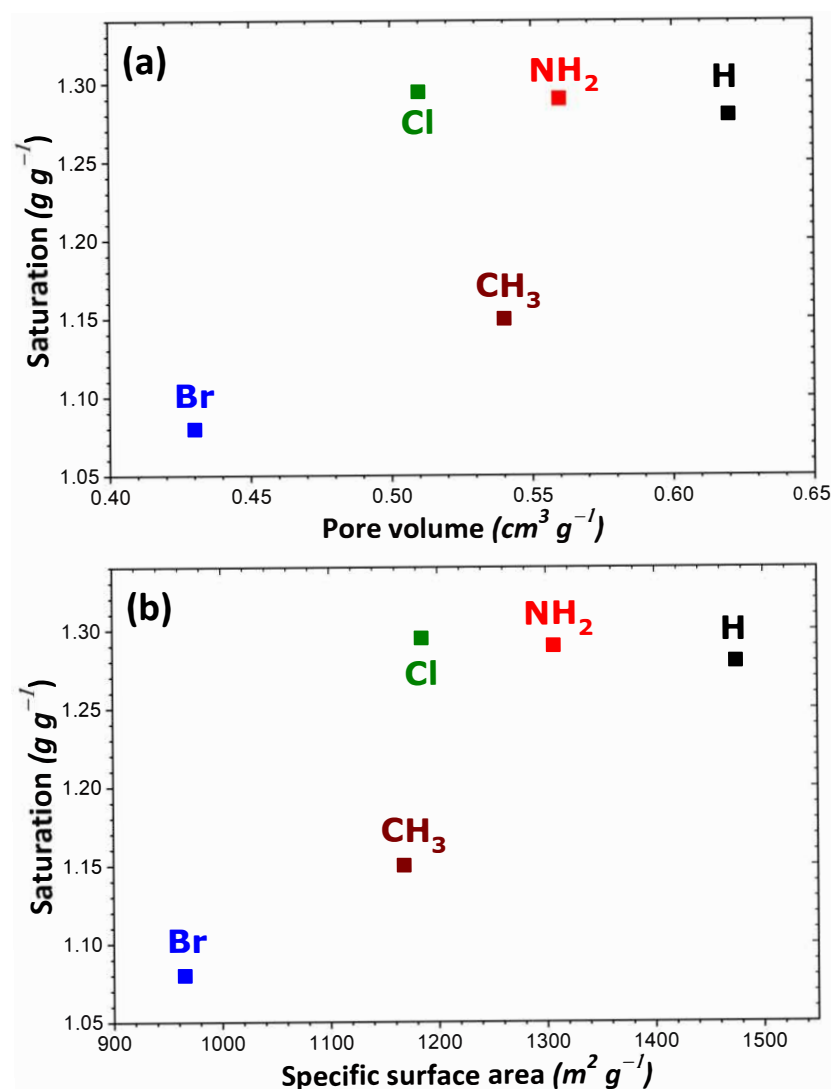 (a)
NH₂
H
Cl
CH₃
Br
1.30
1.25
1.20
1.15
1.10
1.05
Saturation (g g⁻¹)
0.40 0.45 0.50 0.55 0.60 0.65
Pore volume (cm³ g⁻¹)
(b)
NH₂
H
Cl
CH₃
Br
1.30
1.25
1.20
1.15
1.10
1.05
Saturation (g g⁻¹)
900 1000 1100 1200 1300 1400 1500
Specific surface area (m² g⁻¹)